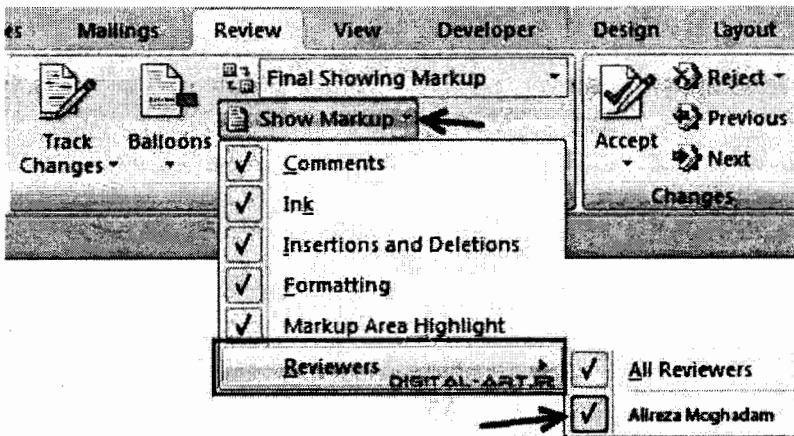 es Mailings Review View Developer Design Layout
Final Showing Markup
Show Markup
Track Changes
Balloons
Accept
Reject
Previous
Next
Changes
Comments
Ink
Insertions and Deletions
Formatting
Markup Area Highlight
Reviewers
DIGITAL-ART.IR
All Reviewers
Alireza Moghadam